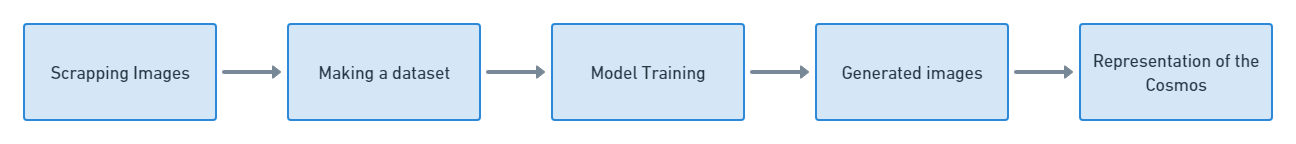 Scrapping Images
Making a dataset
Model Training
Generated images
Representation of the
Cosmos